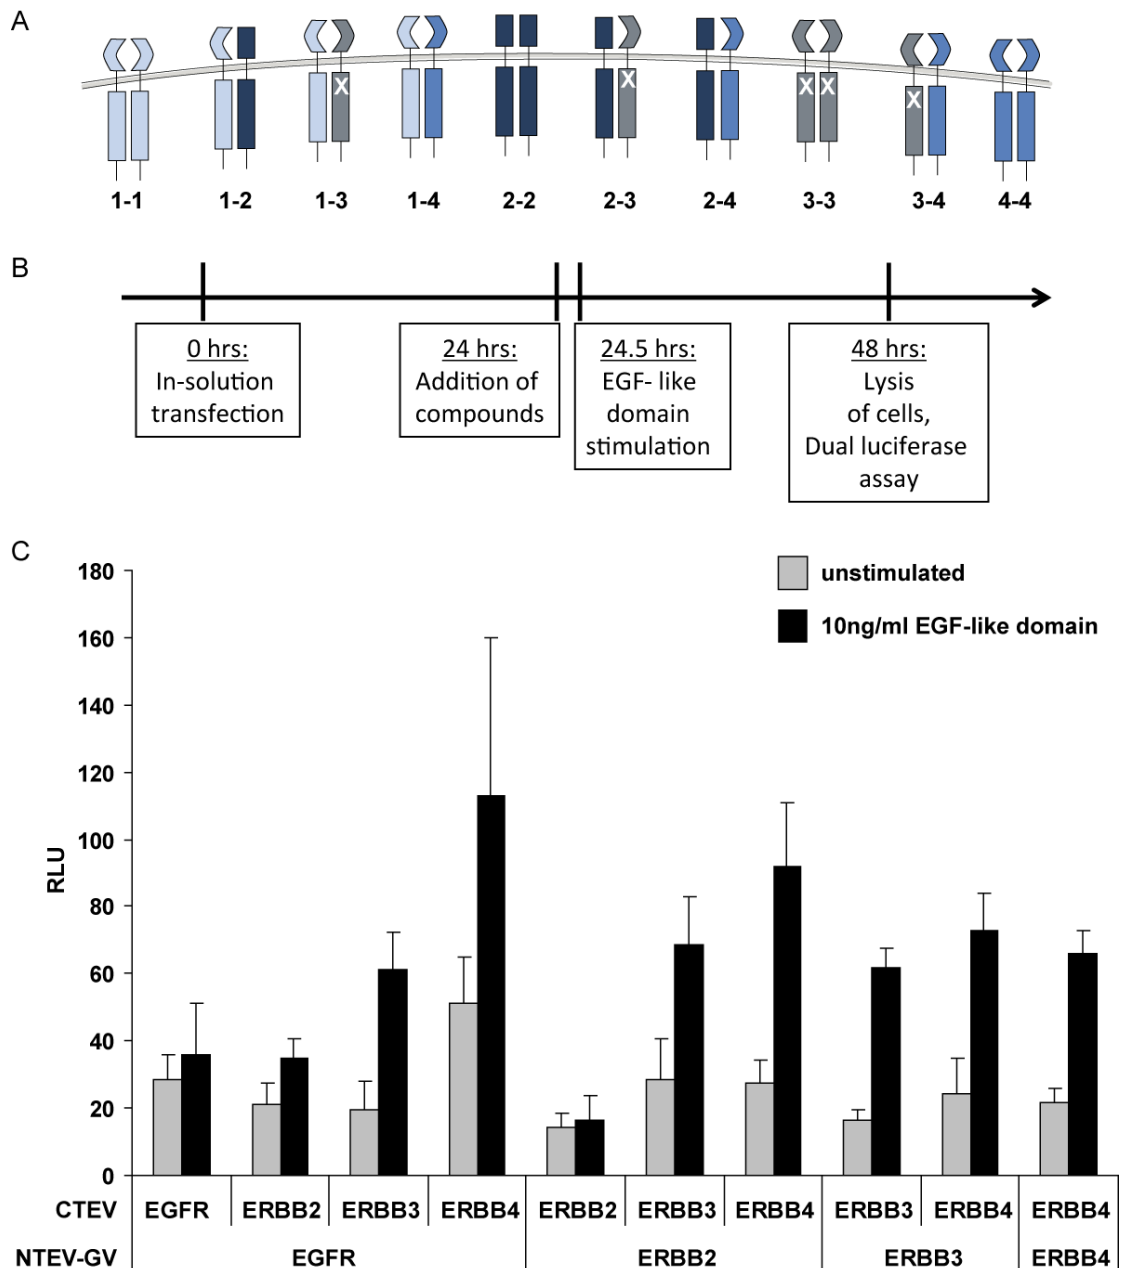 A
X
X
X X
X
1-1 1-2 1-3 1-4 2-2 2-3 2-4 3-3 3-4 4-4
B
0 hrs:
In-solution
transfection
24 hrs:
Addition of
compounds
24.5 hrs:
EGF- like
domain
stimulation
48 hrs:
Lysis
of cells,
Dual luciferase
assay
C
unstimulated
10ng/ml EGF-like domain
RLU
180
160
140
120
100
80
60
40
20
0
CTEV EGFR ERBB2 ERBB3 ERBB4 ERBB2 ERBB3 ERBB4 ERBB3 ERBB4 ERBB4
NTEV-GV EGFR ERBB2 ERBB3 ERBB4